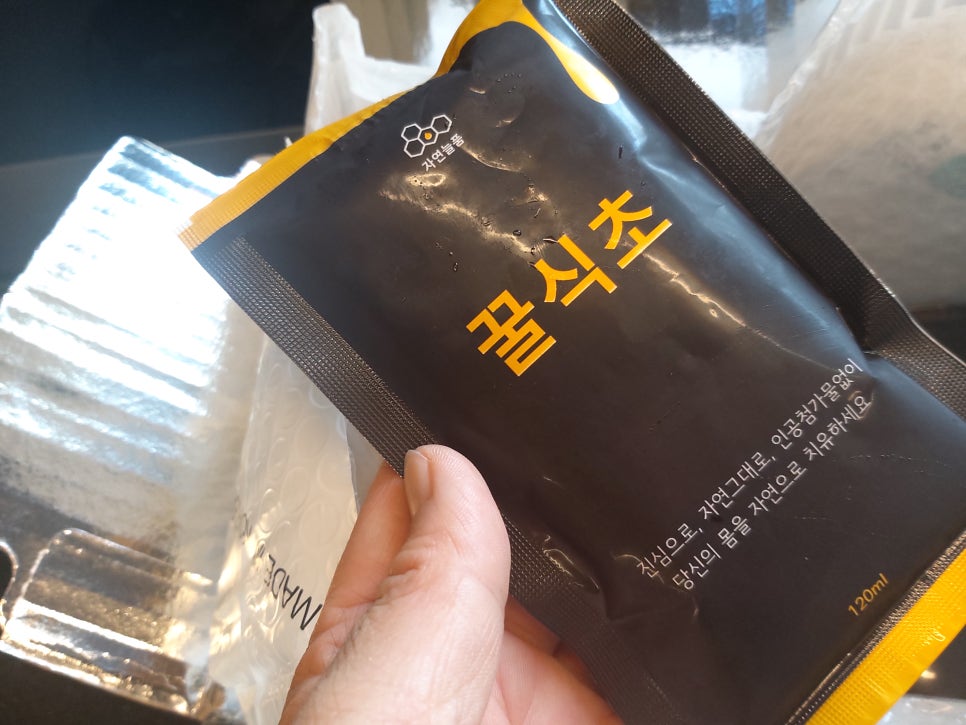 자연늘품
꿀식초
진심으로, 자연그대로, 인공첨가물없이
당신의 몸을 자연으로 치유하세요
120ml
MADE